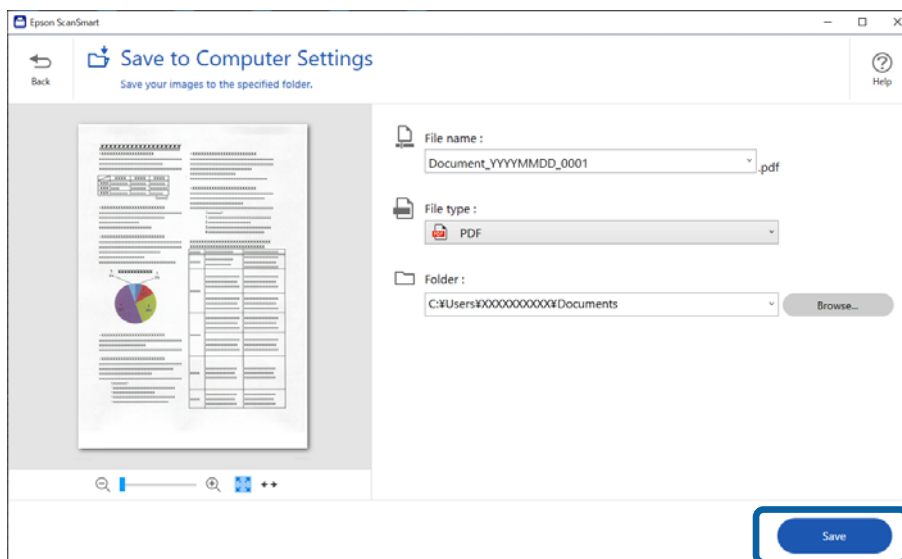 Epson ScanSmart
Back
Save to Computer Settings
Save your images to the specified folder.
Help
File name :
Document_YYYYMMDD_0001
.pdf
File type :
PDF
Folder :
C:¥Users¥XXXXXXXXXX¥Documents
Browse...
Save